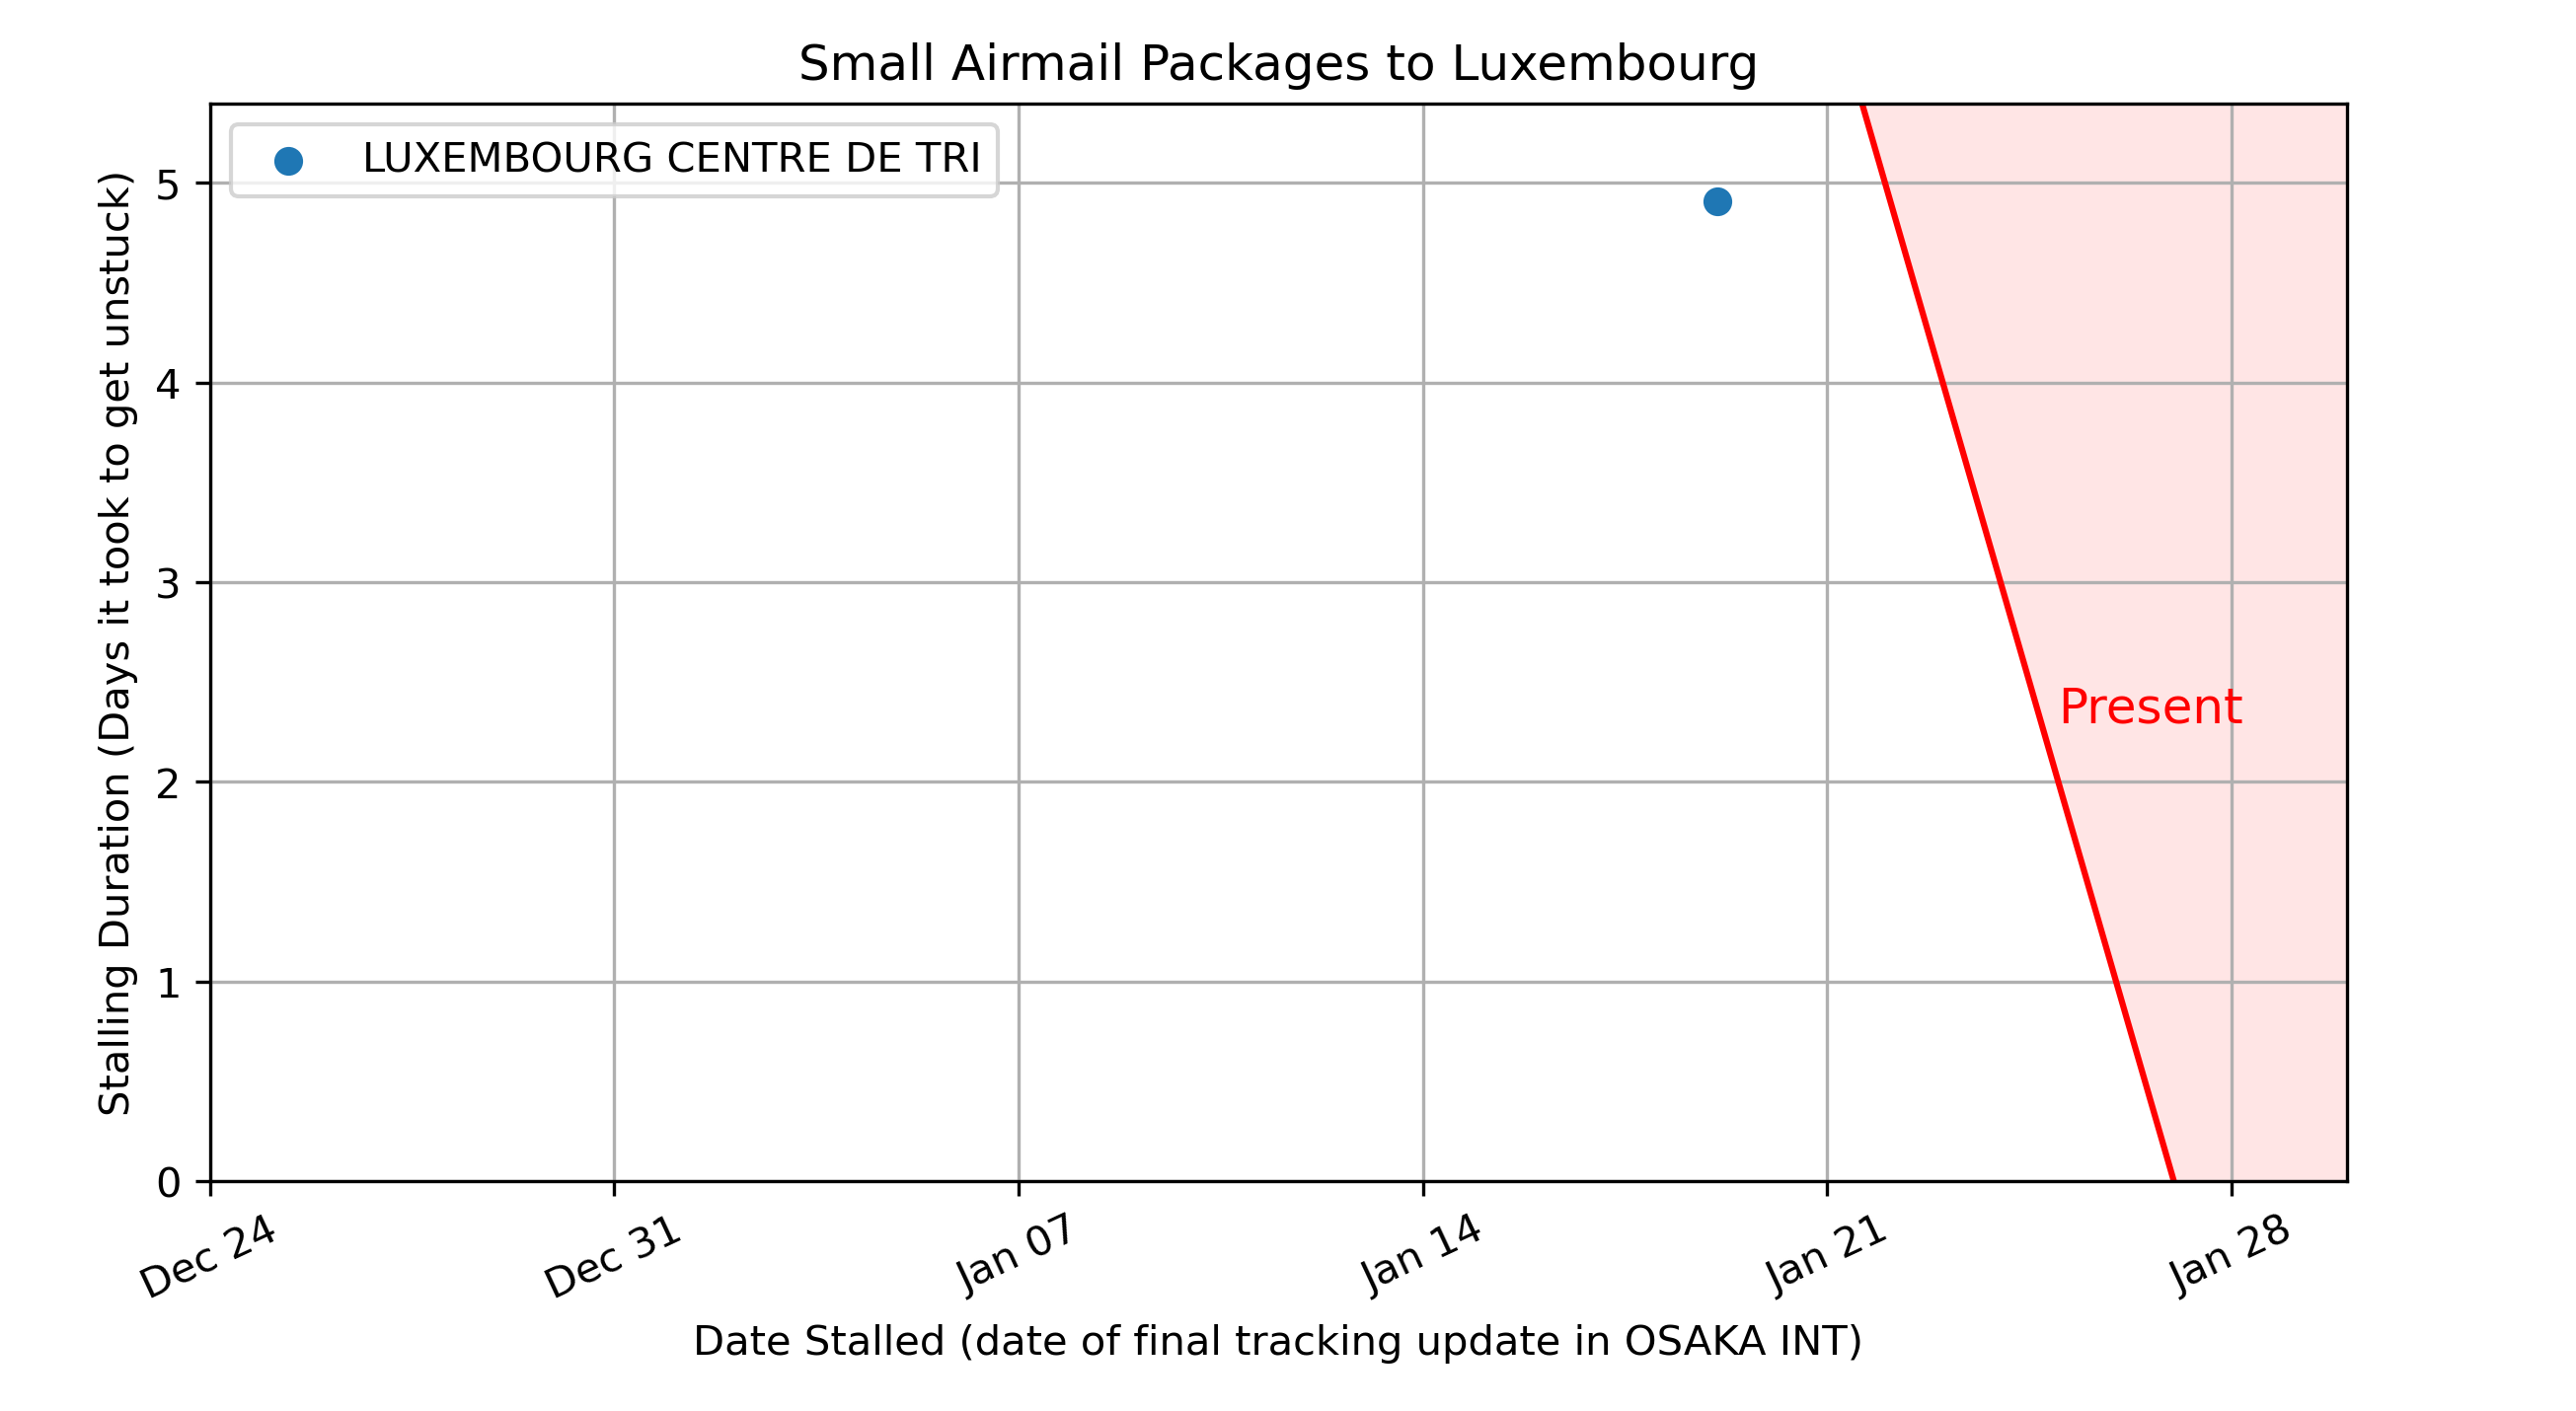 Small Airmail Packages to Luxembourg
LUXEMBOURG CENTRE DE TRI
Stalling Duration (Days it took to get unstuck)
5
4
3
2
1
0
Present
Dec 24
Dec 31
Jan 07
Jan 14
Jan 21
Jan 28
Date Stalled (date of final tracking update in OSAKA INT)